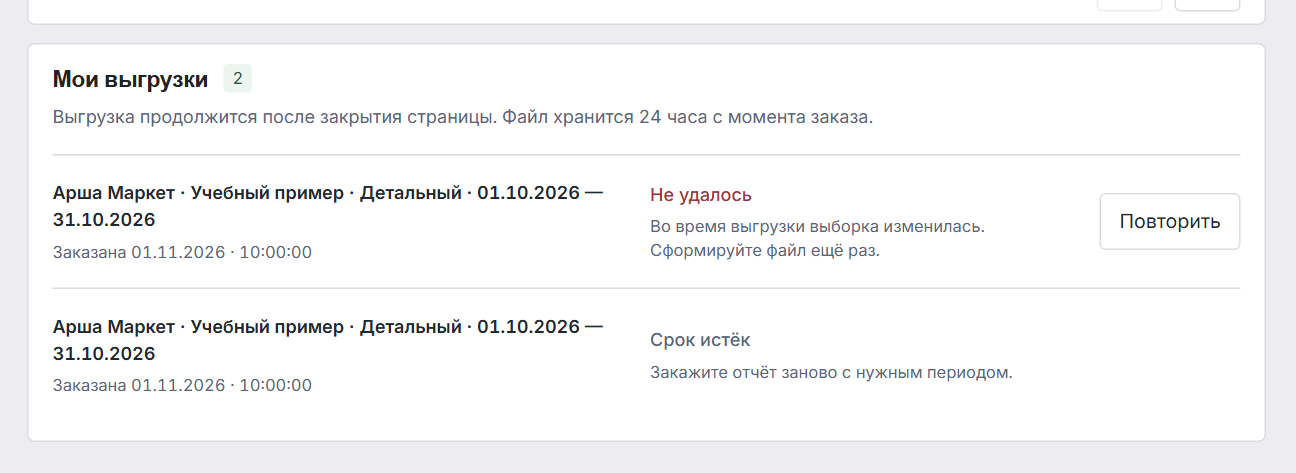 Мои выгрузки 2
Выгрузка продолжится после закрытия страницы. Файл хранится 24 часа с момента заказа.
Арша Маркет · Учебный пример · Детальный · 01.10.2026 —
31.10.2026
Заказана 01.11.2026 · 10:00:00
Не удалось
Во время выгрузки выборка изменилась.
Сформируйте файл ещё раз.
Повторить
Арша Маркет · Учебный пример · Детальный · 01.10.2026 —
31.10.2026
Заказана 01.11.2026 · 10:00:00
Срок истёк
Закажите отчёт заново с нужным периодом.